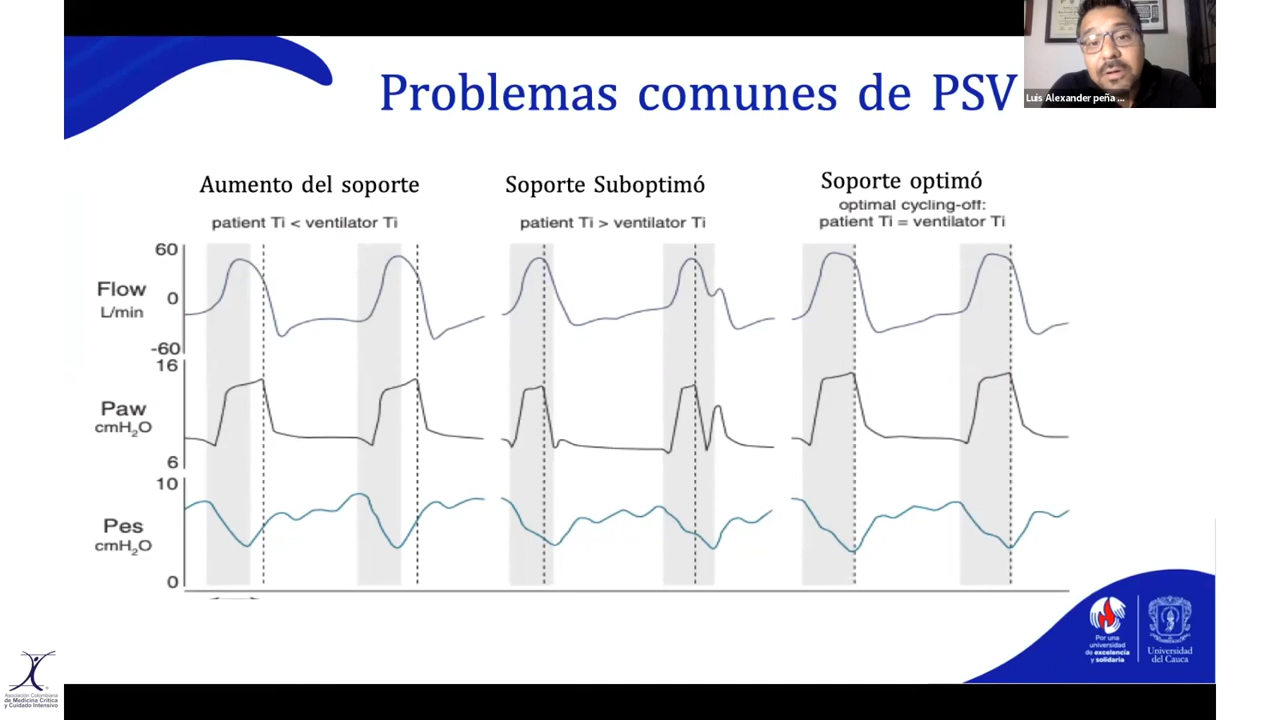 Luis Alexander peña ...
Problemas comunes de PSV
Aumento del soporte
patient Ti < ventilator Ti
Soporte Suboptimó
patient Ti > ventilator Ti
Soporte optimó
optimal cycling-off:
patient Ti = ventilator Ti
60
Flow
0
L/min
-60
16
Paw
cmH₂O
6
10
Pes
cmH₂O
0
Por una
universidad
de excelencia
y solidaria
Universidad
del Cauca
Asociación Colombiana
de Medicina Crítica
y Cuidado Intensivo